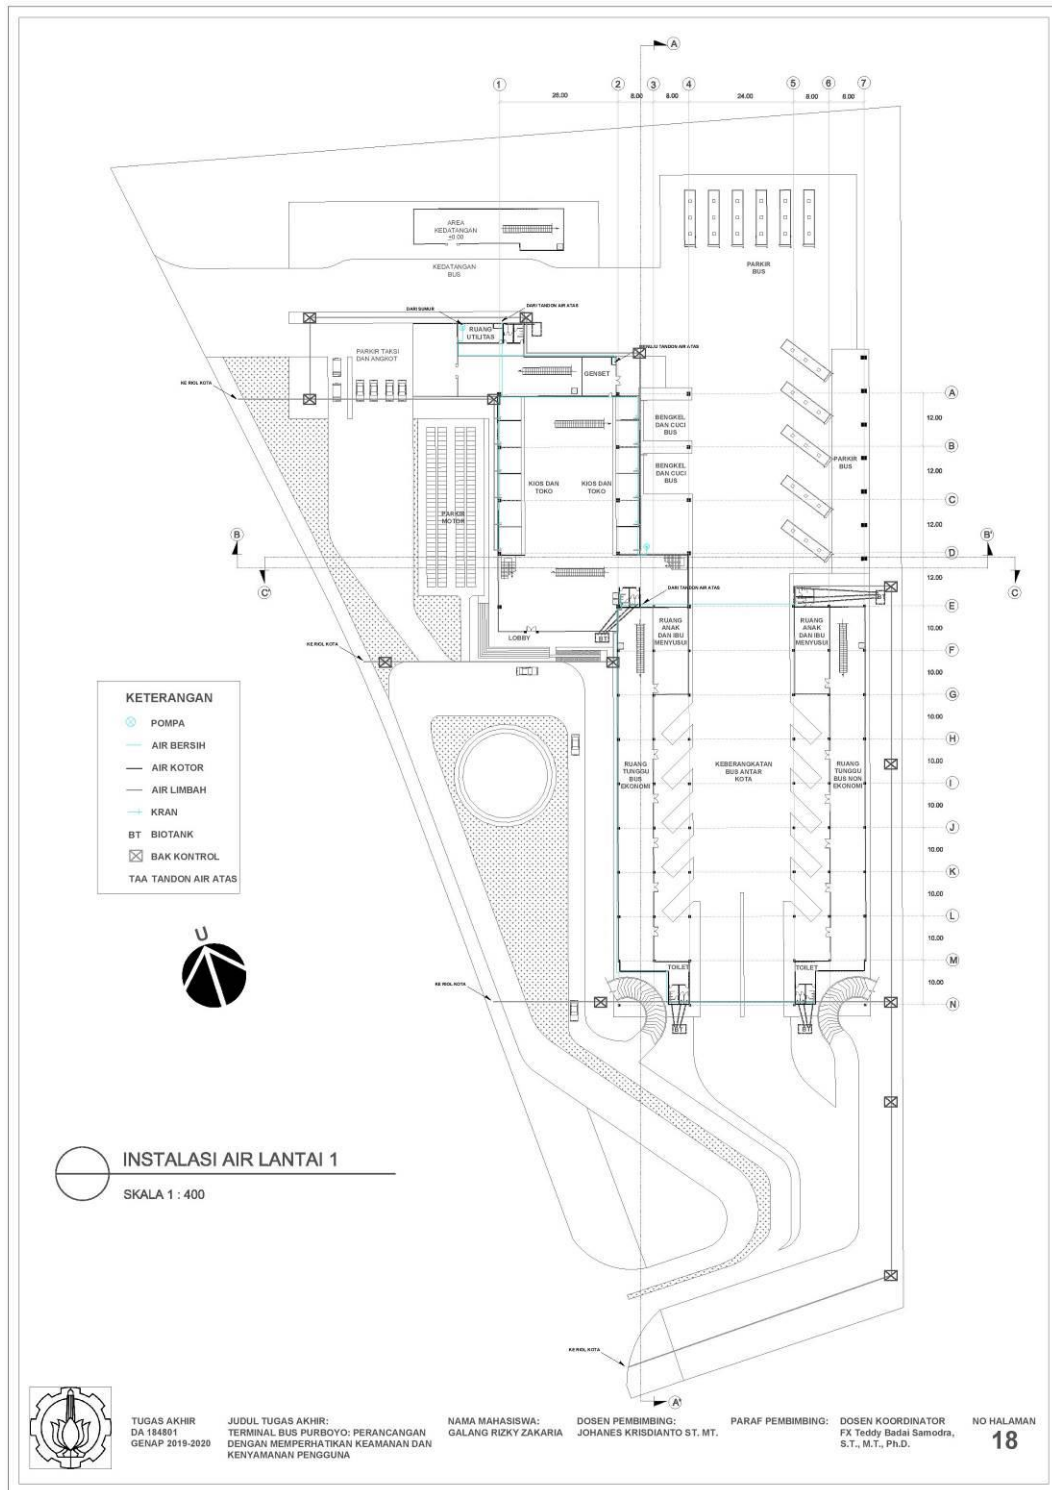 A
1
2
3
4
5
6
7
26.00
8.00
8.00
24.00
8.00
8.00
AREA
KEDATANGAN
±0.00
KEDATANGAN
BUS
PARKIR
BUS
DARI SUMUR
DARI TANDON AIR ATAS
RUANG
UTILITAS
MENUJU TANDON AIR ATAS
PARKIR TAKSI
DAN ANGKOT
GENSET
KE RIOL KOTA
A
12.00
BENGKEL
DAN CUCI
BUS
B
PARKIR
BUS
12.00
BENGKEL
DAN CUCI
BUS
KIOS DAN
TOKO
KIOS DAN
TOKO
C
PARKIR
MOTOR
12.00
B
B'
D
12.00
C'
C
DARI TANDON AIR ATAS
E
RUANG
ANAK
DAN IBU
MENYUSUI
RUANG
ANAK
DAN IBU
MENYUSUI
10.00
LOBBY
BT
KE RIOL KOTA
F
10.00
G
10.00
H
10.00
RUANG
TUNGGU
BUS
EKONOMI
KEBERANGKATAN
BUS ANTAR
KOTA
RUANG
TUNGGU
BUS NON
EKONOMI
I
10.00
J
10.00
K
10.00
L
10.00
M
TOILET
TOILET
10.00
KE RIOL KOTA
N
BT
BT
KETERANGAN
POMPA
AIR BERSIH
AIR KOTOR
AIR LIMBAH
KRAN
BT BIOTANK
BAK KONTROL
TAA TANDON AIR ATAS
U
INSTALASI AIR LANTAI 1
SKALA 1 : 400
KE RIOL KOTA
A'
TUGAS AKHIR
DA 184801
GENAP 2019-2020
JUDUL TUGAS AKHIR:
TERMINAL BUS PURBOYO: PERANCANGAN
DENGAN MEMPERHATIKAN KEAMANAN DAN
KENYAMANAN PENGGUNA
NAMA MAHASISWA:
GALANG RIZKY ZAKARIA
DOSEN PEMBIMBING:
JOHANES KRISDIANTO ST. MT.
PARAF PEMBIMBING:
DOSEN KOORDINATOR
FX Teddy Badai Samodra,
S.T., M.T., Ph.D.
NO HALAMAN
18